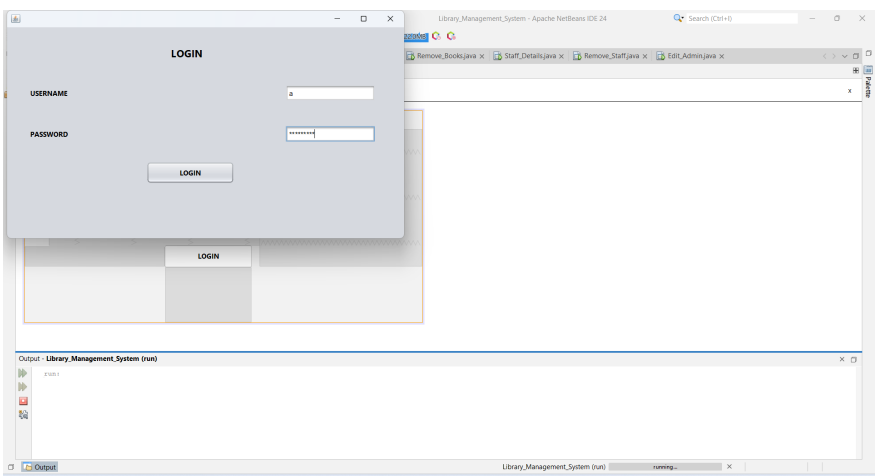 Library_Management_System - Apache NetBeans IDE 24
Search (Ctrl+I)
Remove_Books.java x Staff_Details.java x Remove_Staff.java x Edit_Admin.java x
Palette
LOGIN
USERNAME
a
PASSWORD
*********
LOGIN
LOGIN
Output - Library_Management_System (run)
run:
Output
Library_Management_System (run)
running...